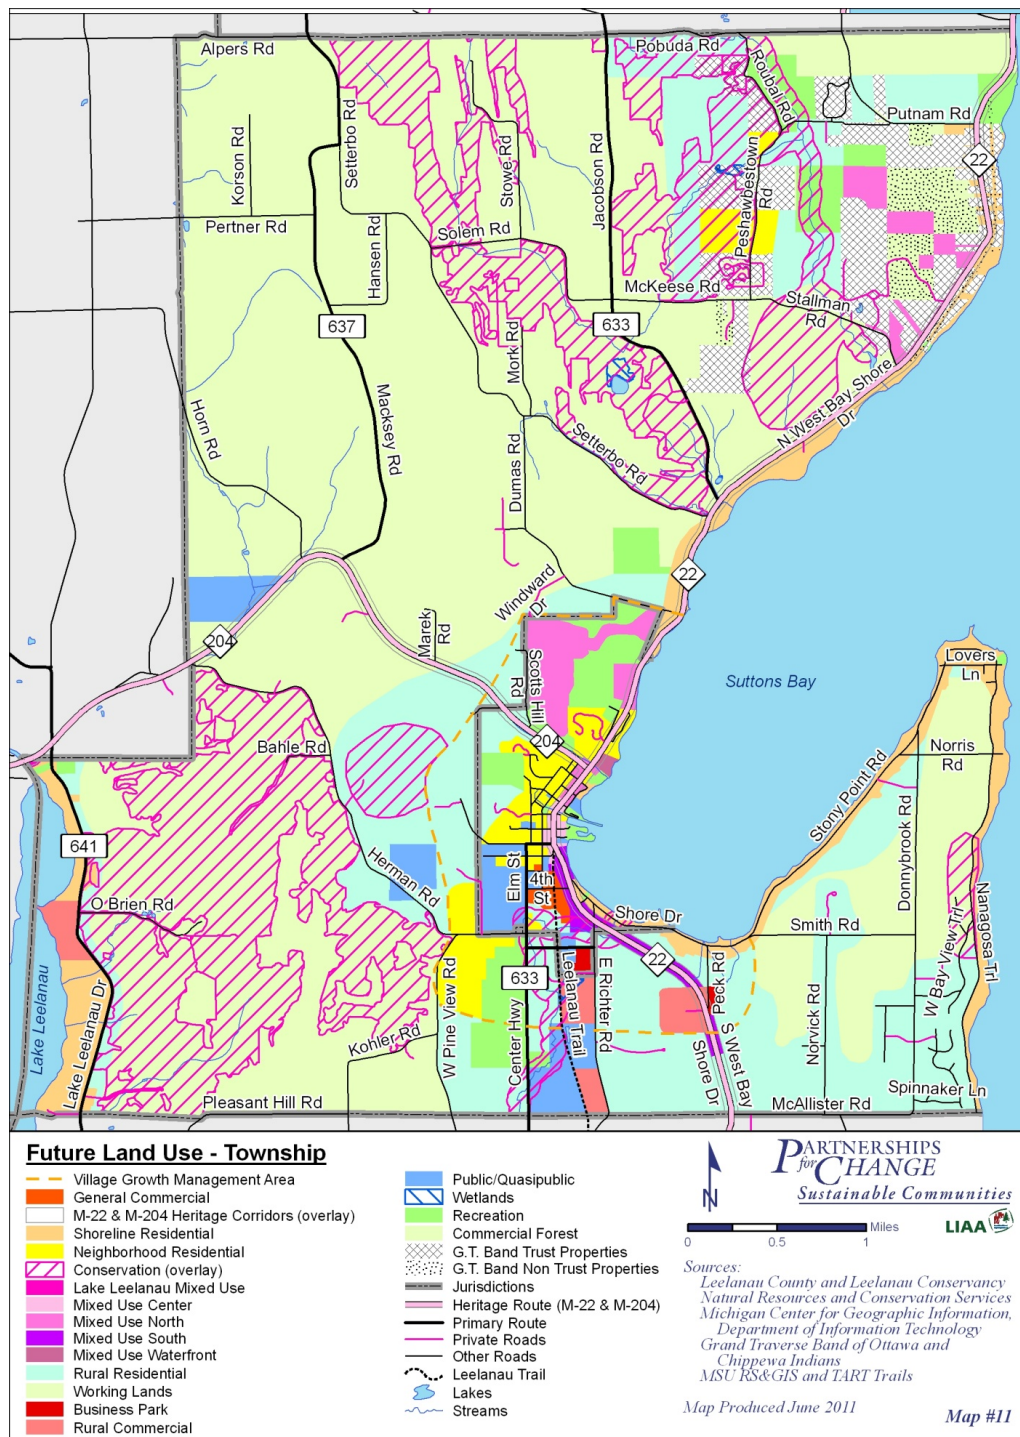 Alpers Rd
Pobuda Rd
Roubal Rd
Putnam Rd
22
Korson Rd
Setterbo Rd
Stowe Rd
Jacobson Rd
Peshawbestown
Rd
Pertner Rd
Hansen Rd
Solem Rd
McKeese Rd
Stallman
Rd
637
633
Mork Rd
N West Bay Shore
Dr
Horn Rd
Macksey Rd
Dumas Rd
Setterbo Rd
22
Windward
Dr
204
Marek
Rd
Scotts Hill
Rd
Suttons Bay
Lovers
Ln
204
Bahle Rd
Norris
Rd
Stony Point Rd
641
Donnybrook Rd
Herman Rd
Elm St
4th
St
O Brien Rd
Shore Dr
Smith Rd
Nanagosa Trl
W Bay View Trl
22
Lake Leelanau
Lake Leelanau Dr
W Pine View Rd
633
Center Hwy
Leelanau Trail
E Richter Rd
Peck Rd
Norvick Rd
Kohler Rd
Shore Dr
S West Bay
Spinnaker Ln
Pleasant Hill Rd
McAllister Rd
Future Land Use - Township
Village Growth Management Area
General Commercial
M-22 & M-204 Heritage Corridors (overlay)
Shoreline Residential
Neighborhood Residential
Conservation (overlay)
Lake Leelanau Mixed Use
Mixed Use Center
Mixed Use North
Mixed Use South
Mixed Use Waterfront
Rural Residential
Working Lands
Business Park
Rural Commercial
Public/Quasipublic
Wetlands
Recreation
Commercial Forest
G.T. Band Trust Properties
G.T. Band Non Trust Properties
Jurisdictions
Heritage Route (M-22 & M-204)
Primary Route
Private Roads
Other Roads
Leelanau Trail
Lakes
Streams
N
PARTNERSHIPS
for CHANGE
Sustainable Communities
Miles
0 0.5 1
LIAA
Sources:
Leelanau County and Leelanau Conservancy
Natural Resources and Conservation Services
Michigan Center for Geographic Information,
Department of Information Technology
Grand Traverse Band of Ottawa and
Chippewa Indians
MSU RS&GIS and TART Trails
Map Produced June 2011
Map #11